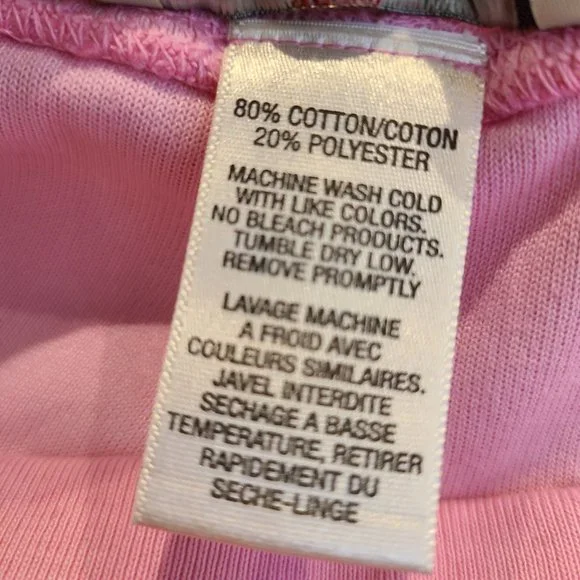 80% COTTON/COTON
20% POLYESTER
MACHINE WASH COLD
WITH LIKE COLORS.
NO BLEACH PRODUCTS.
TUMBLE DRY LOW.
REMOVE PROMPTLY
LAVAGE MACHINE
A FROID AVEC
COULEURS SIMILAIRES.
JAVEL INTERDITE
SECHAGE A BASSE
TEMPERATURE, RETIRER
RAPIDEMENT DU
SECHE-LINGE